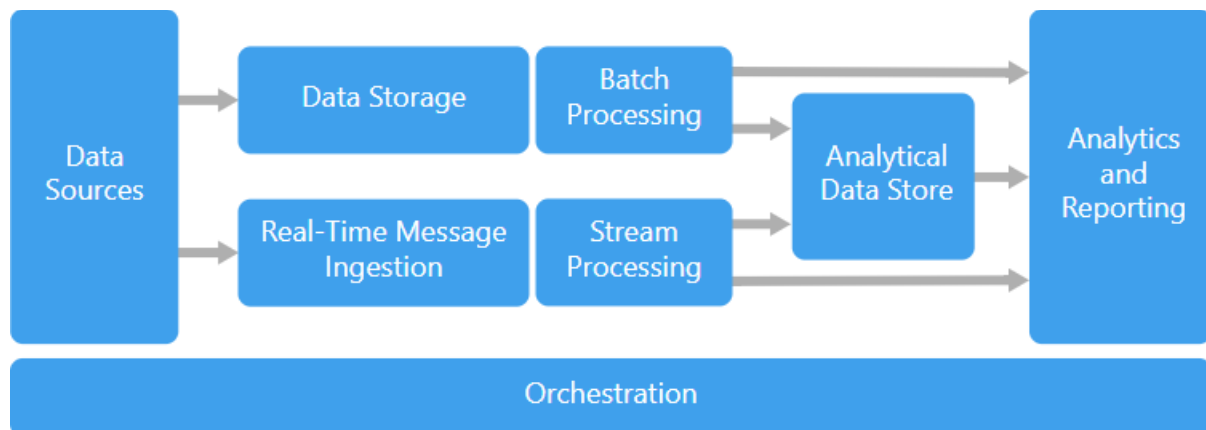 Data
Sources
Data Storage
Batch
Processing
Real-Time Message
Ingestion
Stream
Processing
Analytical
Data Store
Analytics
and
Reporting
Orchestration